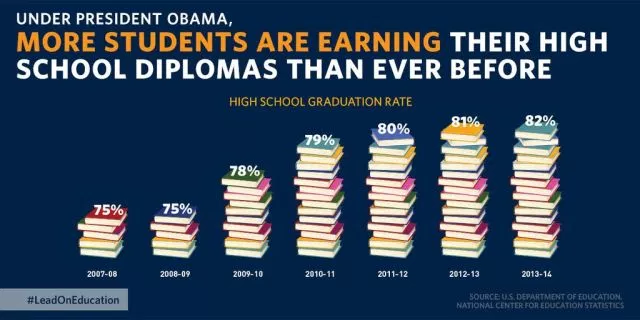 UNDER PRESIDENT OBAMA,
MORE STUDENTS ARE EARNING THEIR HIGH
SCHOOL DIPLOMAS THAN EVER BEFORE
HIGH SCHOOL GRADUATION RATE
75%
75%
78%
79%
80%
81%
82%
2007-08
2008-09
2009-10
2010-11
2011-12
2012-13
2013-14
#LeadOnEducation
SOURCE: U.S. DEPARTMENT OF EDUCATION,
NATIONAL CENTER FOR EDUCATION STATISTICS